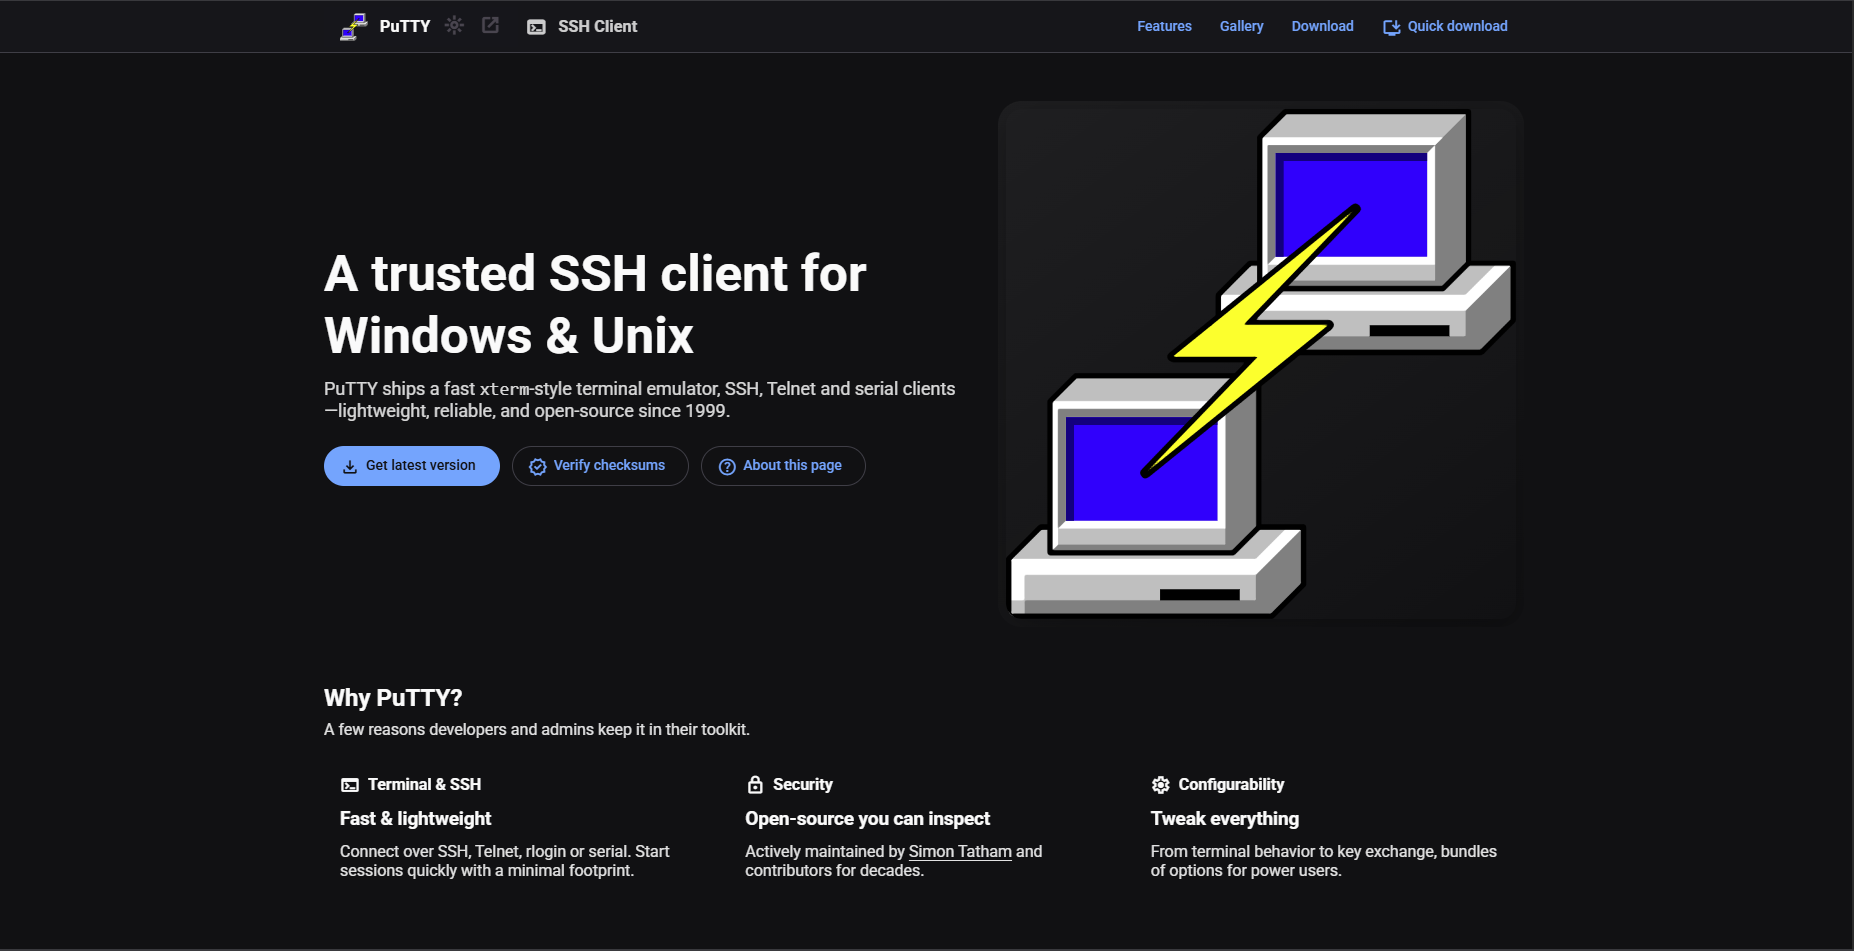 PuTTY
SSH Client
Features
Gallery
Download
Quick download
A trusted SSH client for
Windows & Unix
PuTTY ships a fast xterm-style terminal emulator, SSH, Telnet and serial clients
—lightweight, reliable, and open-source since 1999.
Get latest version
Verify checksums
About this page
Why PuTTY?
A few reasons developers and admins keep it in their toolkit.
Terminal & SSH
Fast & lightweight
Connect over SSH, Telnet, rlogin or serial. Start
sessions quickly with a minimal footprint.
Security
Open-source you can inspect
Actively maintained by Simon Tatham and
contributors for decades.
Configurability
Tweak everything
From terminal behavior to key exchange, bundles
of options for power users.